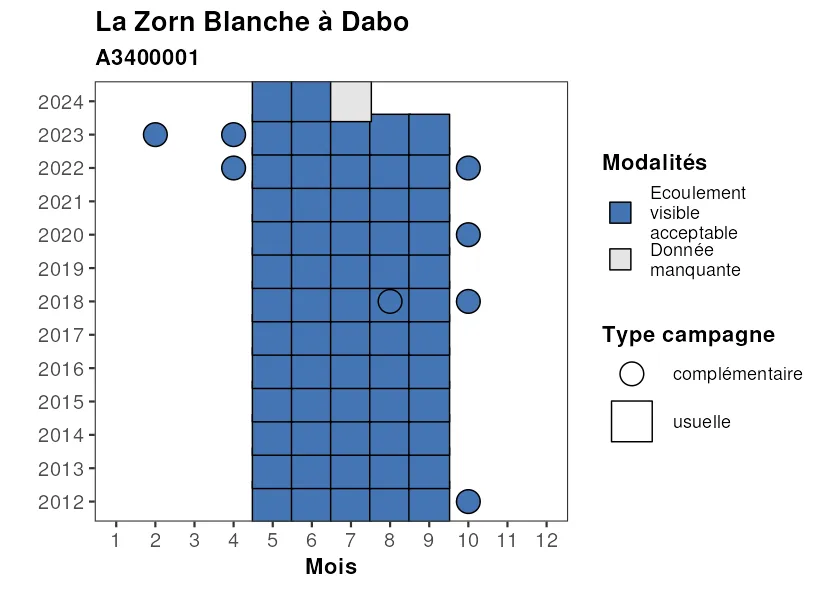 La Zorn Blanche à Dabo
A3400001
2024
2023
2022
2021
2020
2019
2018
2017
2016
2015
2014
2013
2012
1 2 3 4 5 6 7 8 9 10 11 12
Mois
Modalités
Ecoulement
visible
acceptable
Donnée
manquante
Type campagne
complémentaire
usuelle